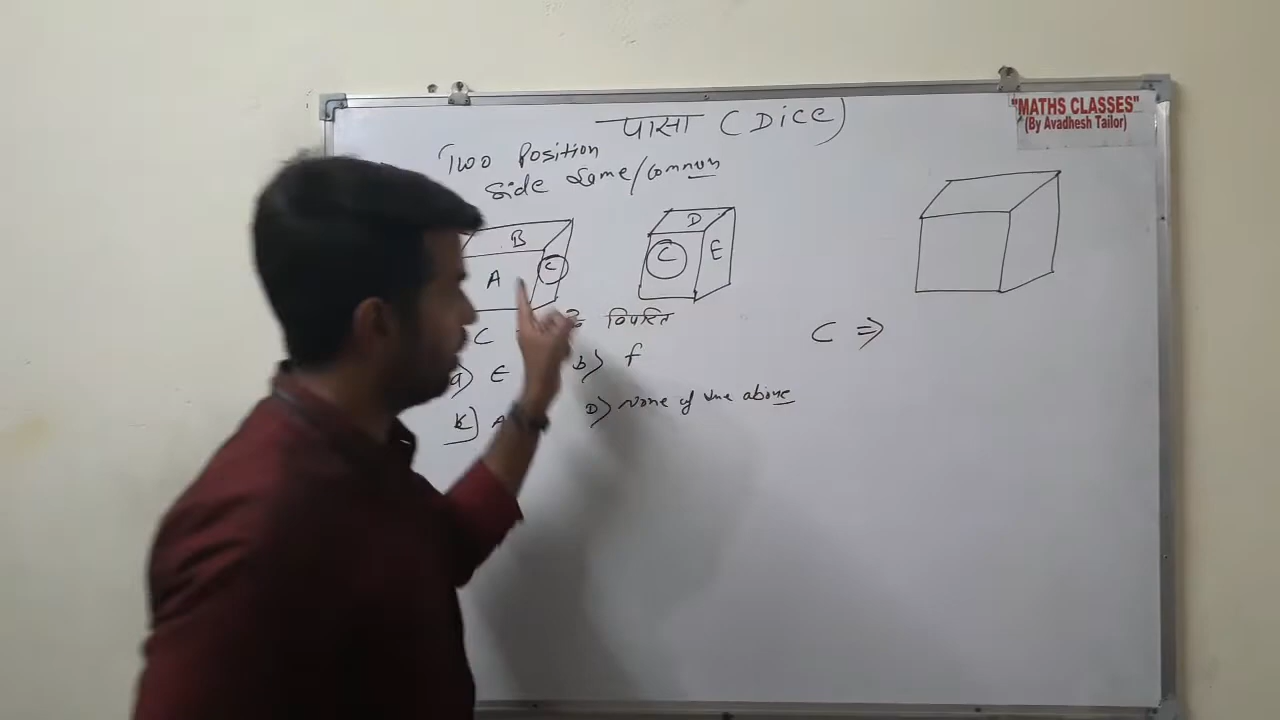 पासा (Dice)
"MATHS CLASSES"
(By Avadhesh Tailor)
Two Position
Side Same/common
B
A
C
D
C
E
C विपरित
a) E b) f
A D) None of the above
C ⇒